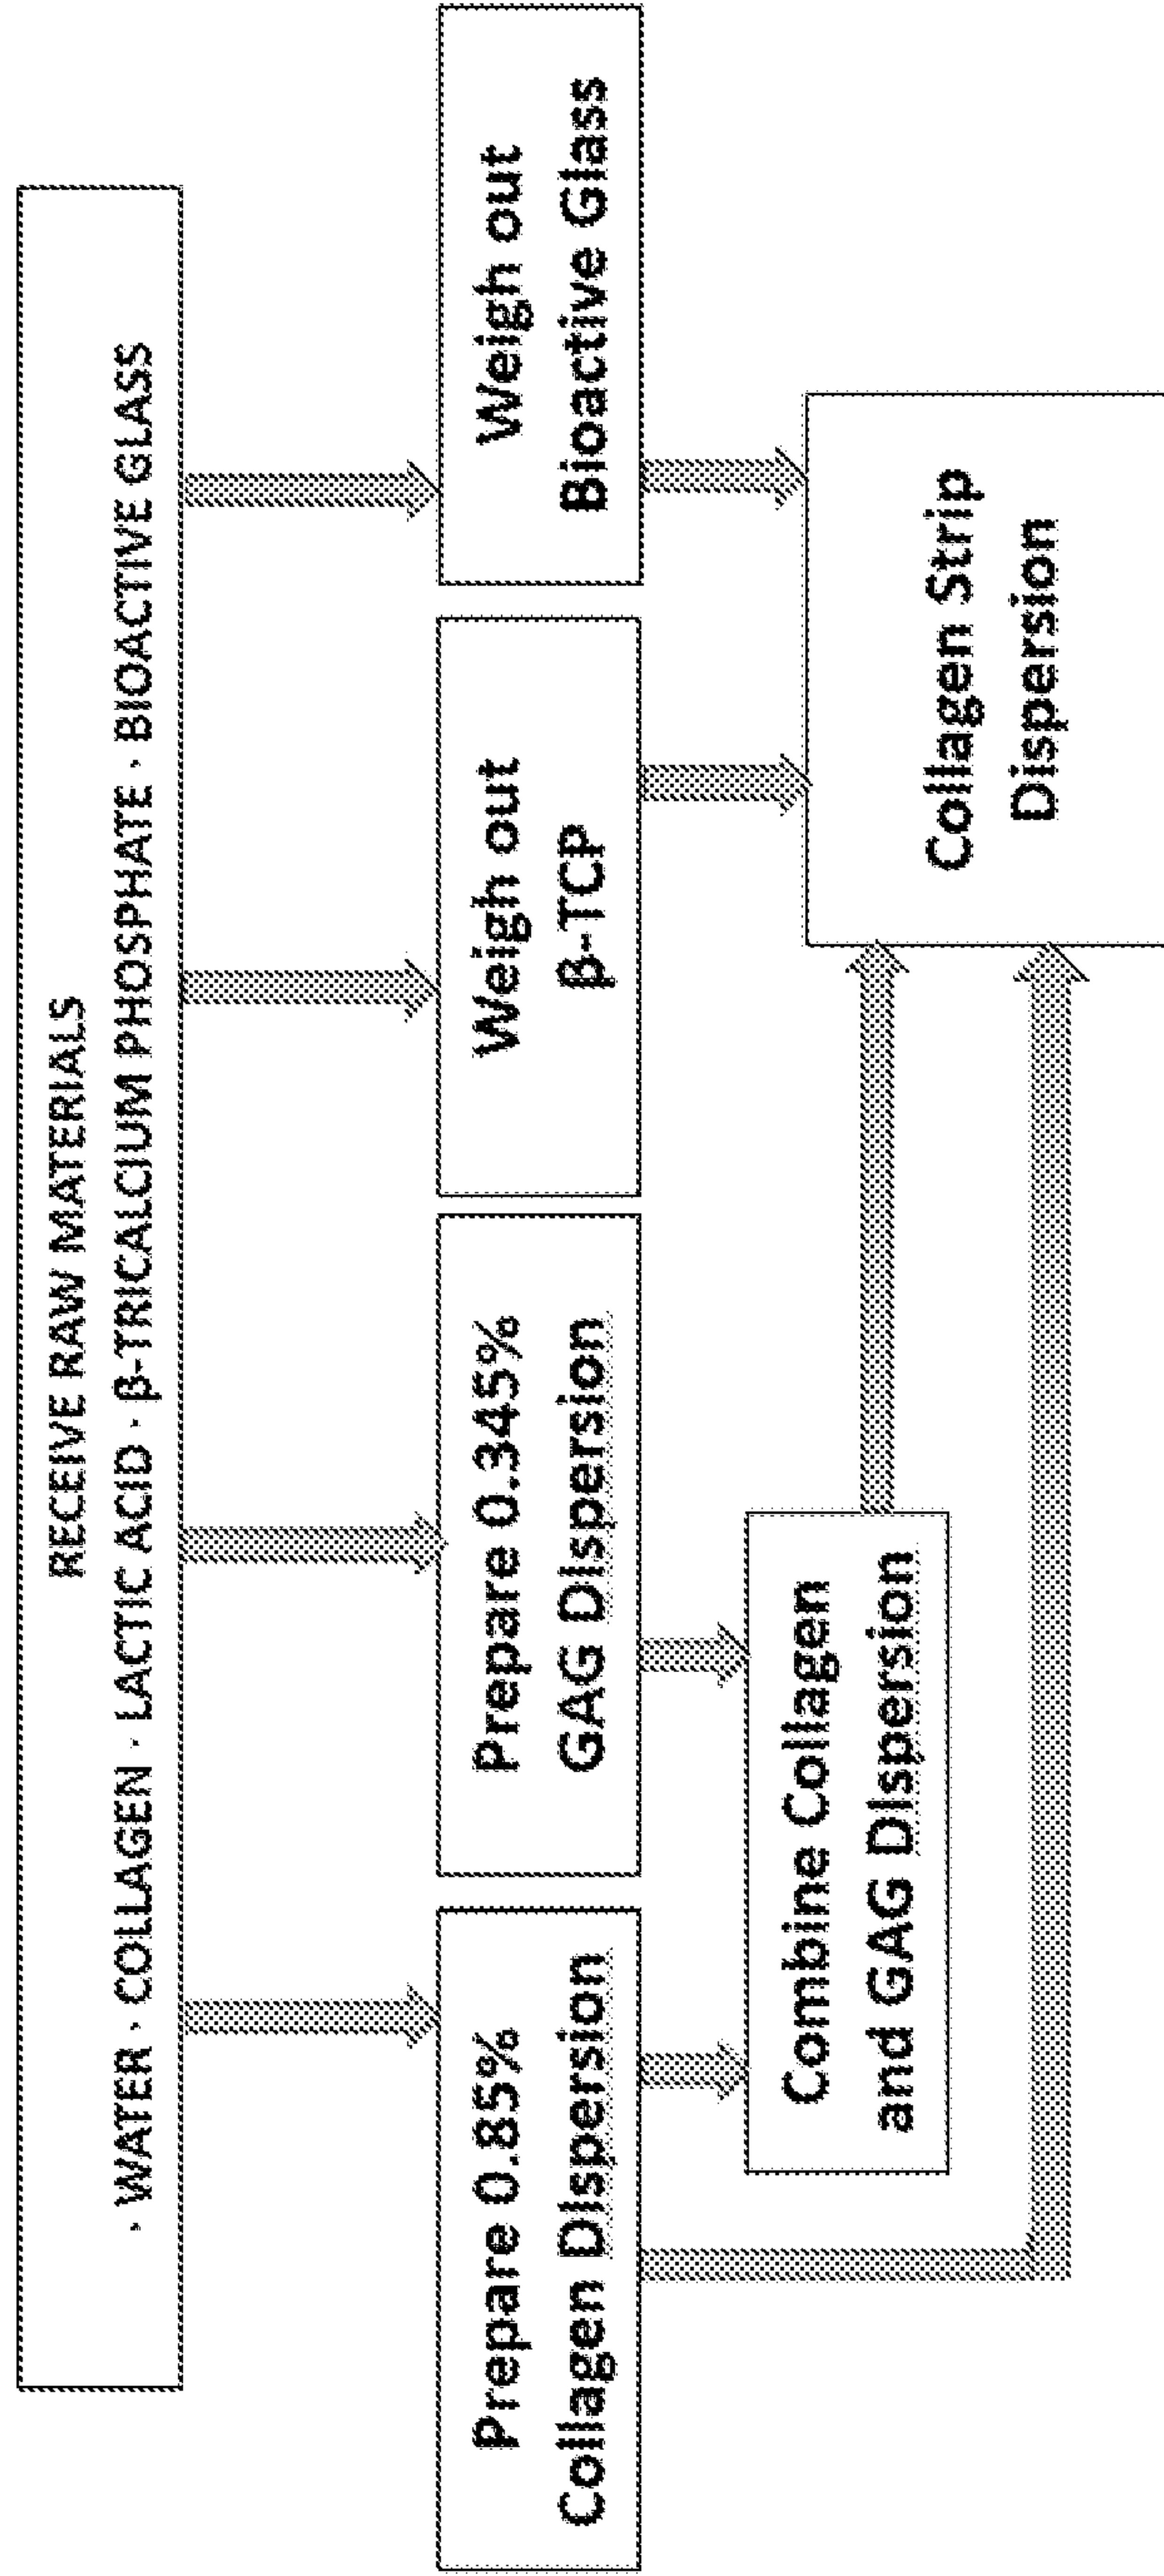 RECEIVE RAW MATERIALS
· WATER · COLLAGEN · LACTIC ACID · β-TRICALCIUM PHOSPHATE · BIOACTIVE GLASS
Prepare 0.85%
Collagen Dispersion
Prepare 0.345%
GAG Dispersion
Weigh out
β-TCP
Weigh out
Bioactive Glass
Combine Collagen
and GAG Dispersion
Collagen Strip
Dispersion